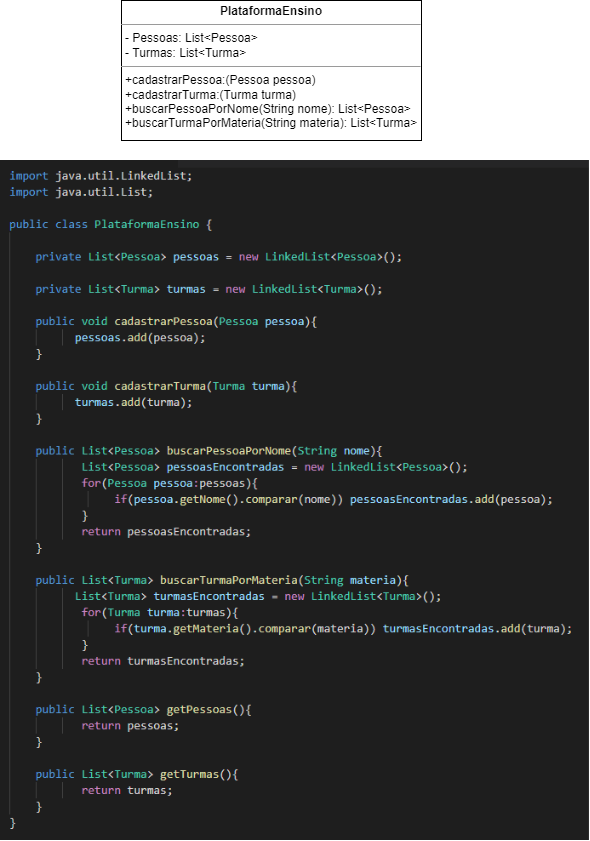 PlataformaEnsino
- Pessoas: List<Pessoa>
- Turmas: List<Turma>
+cadastrarPessoa:(Pessoa pessoa)
+cadastrarTurma:(Turma turma)
+buscarPessoaPorNome(String nome): List<Pessoa>
+buscarTurmaPorMateria(String materia): List<Turma>
import java.util.LinkedList;
import java.util.List;
public class PlataformaEnsino {
private List<Pessoa> pessoas = new LinkedList<Pessoa>();
private List<Turma> turmas = new LinkedList<Turma>();
public void cadastrarPessoa(Pessoa pessoa){
pessoas.add(pessoa);
}
public void cadastrarTurma(Turma turma){
turmas.add(turma);
}
public List<Pessoa> buscarPessoaPorNome(String nome){
List<Pessoa> pessoasEncontradas = new LinkedList<Pessoa>();
for(Pessoa pessoa:pessoas){
if(pessoa.getNome().comparar(nome)) pessoasEncontradas.add(pessoa);
}
return pessoasEncontradas;
}
public List<Turma> buscarTurmaPorMateria(String materia){
List<Turma> turmasEncontradas = new LinkedList<Turma>();
for(Turma turma:turmas){
if(turma.getMateria().comparar(materia)) turmasEncontradas.add(turma);
}
return turmasEncontradas;
}
public List<Pessoa> getPessoas(){
return pessoas;
}
public List<Turma> getTurmas(){
return turmas;
}
}